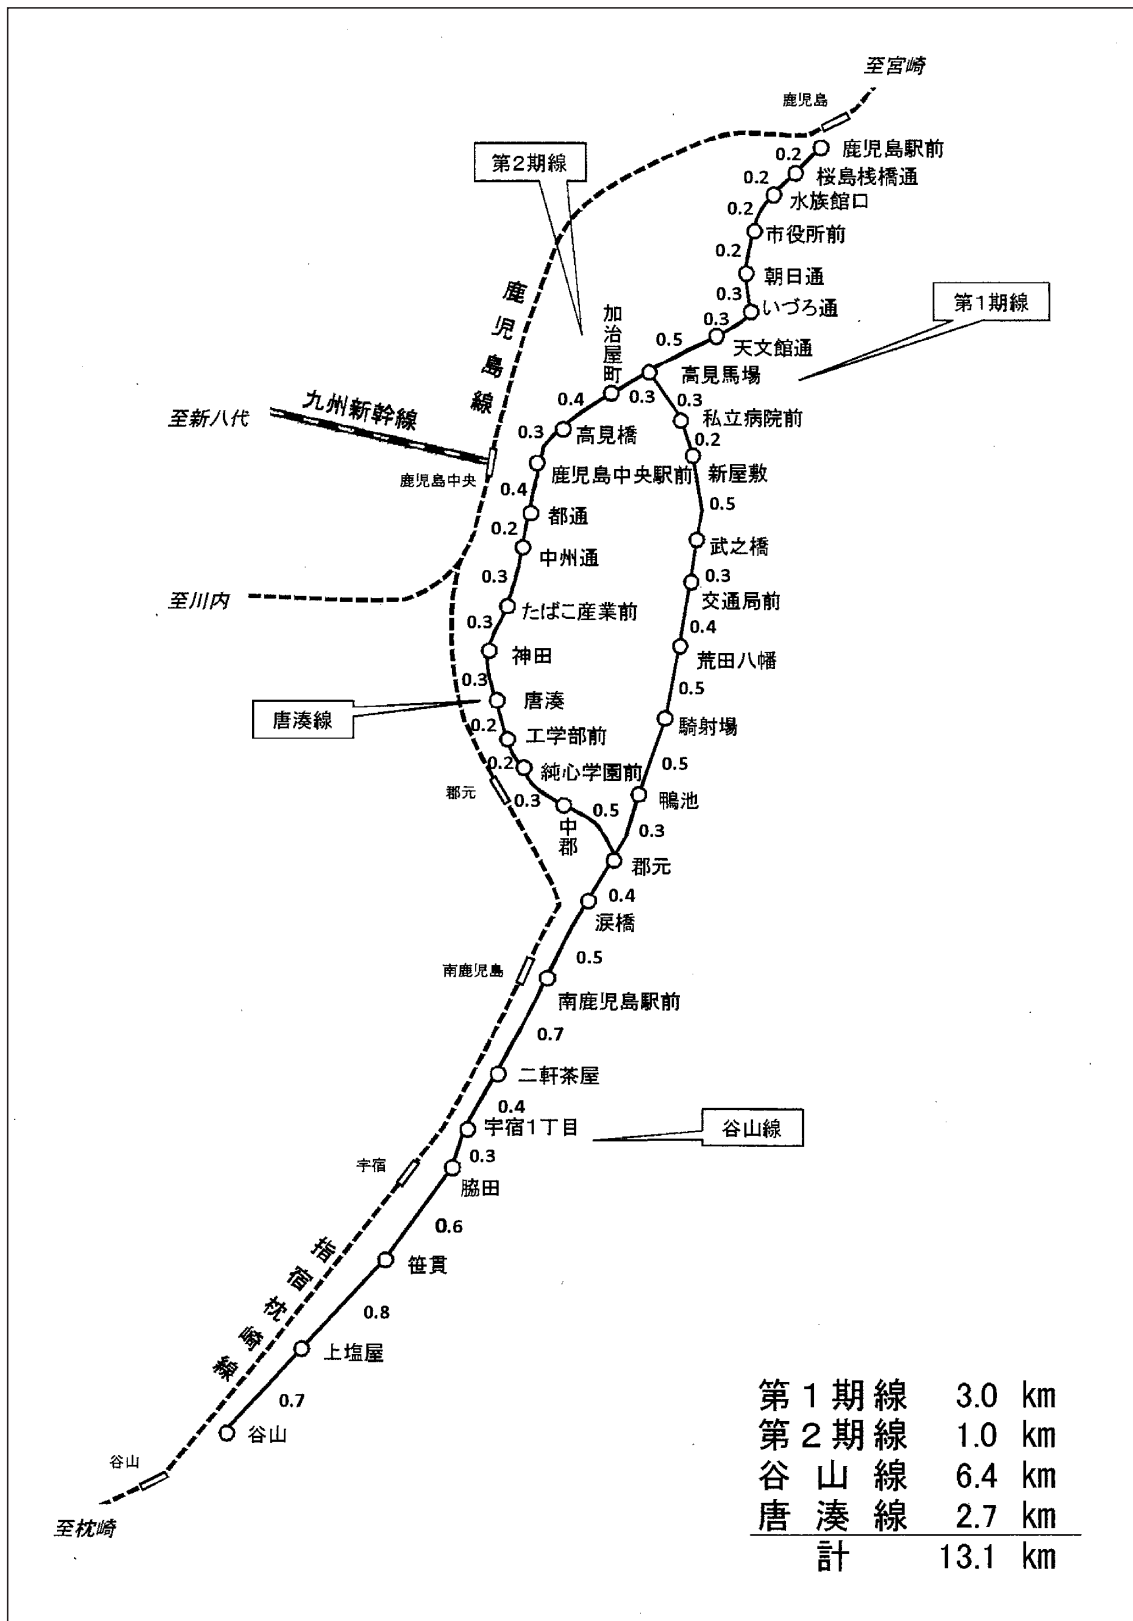 至宮崎
鹿児島
0.2
鹿児島駅前
0.2
桜島桟橋通
第2期線
水族館口
0.2
市役所前
0.2
朝日通
鹿児島線
0.3
いづろ通
第1期線
加治屋町
0.3
天文館通
0.5
高見馬場
0.3
至新八代
九州新幹線
0.4
0.3
私立病院前
高見橋
0.3
0.2
鹿児島中央
鹿児島中央駅前
新屋敷
0.4
0.5
都通
0.2
武之橋
中州通
0.3
0.3
交通局前
至川内
たばこ産業前
0.3
0.4
神田
荒田八幡
0.3
0.5
唐湊線
唐湊
騎射場
0.2
工学部前
0.2
純心学園前
0.5
郡元
0.3
中郡
0.5
鴨池
0.3
郡元
0.4
涙橋
0.5
南鹿児島
南鹿児島駅前
0.7
二軒茶屋
0.4
宇宿1丁目
谷山線
0.3
宇宿
脇田
0.6
指宿枕崎線
笹貫
0.8
上塩屋
0.7
谷山
谷山
至枕崎
第1期線 3.0 km
第2期線 1.0 km
谷山線 6.4 km
唐湊線 2.7 km
計 13.1 km